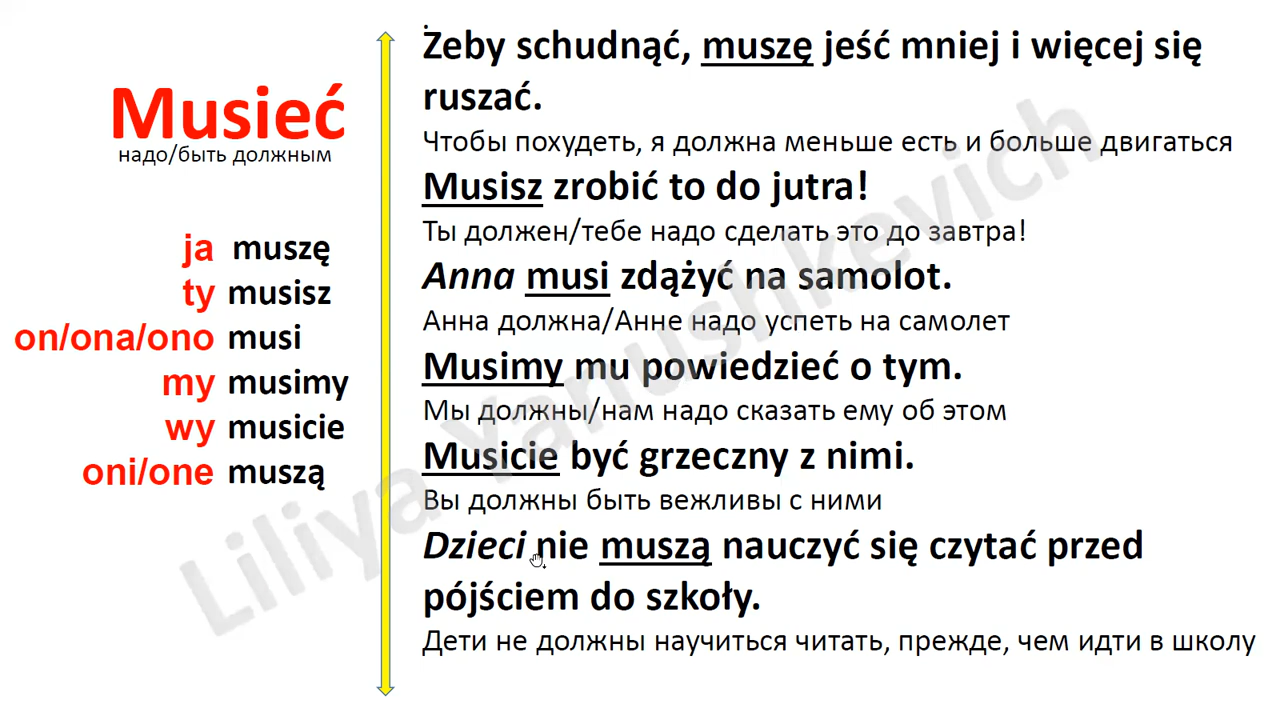 Musieć
надо/быть должным
ja muszę
ty musisz
on/ona/ono musi
my musimy
wy musicie
oni/one muszą
Żeby schudnąć, muszę jeść mniej i więcej się
ruszać.
Чтобы похудеть, я должна меньше есть и больше двигаться
Musisz zrobić to do jutra!
Ты должен/тебе надо сделать это до завтра!
Anna musi zdążyć na samolot.
Анна должна/Анне надо успеть на самолет
Musimy mu powiedzieć o tym.
Мы должны/нам надо сказать ему об этом
Musicie być grzeczny z nimi.
Вы должны быть вежливы с ними
Dzieci nie muszą nauczyć się czytać przed
pójściem do szkoły.
Дети не должны научиться читать, прежде, чем идти в школу
Liliya Yanushkevich